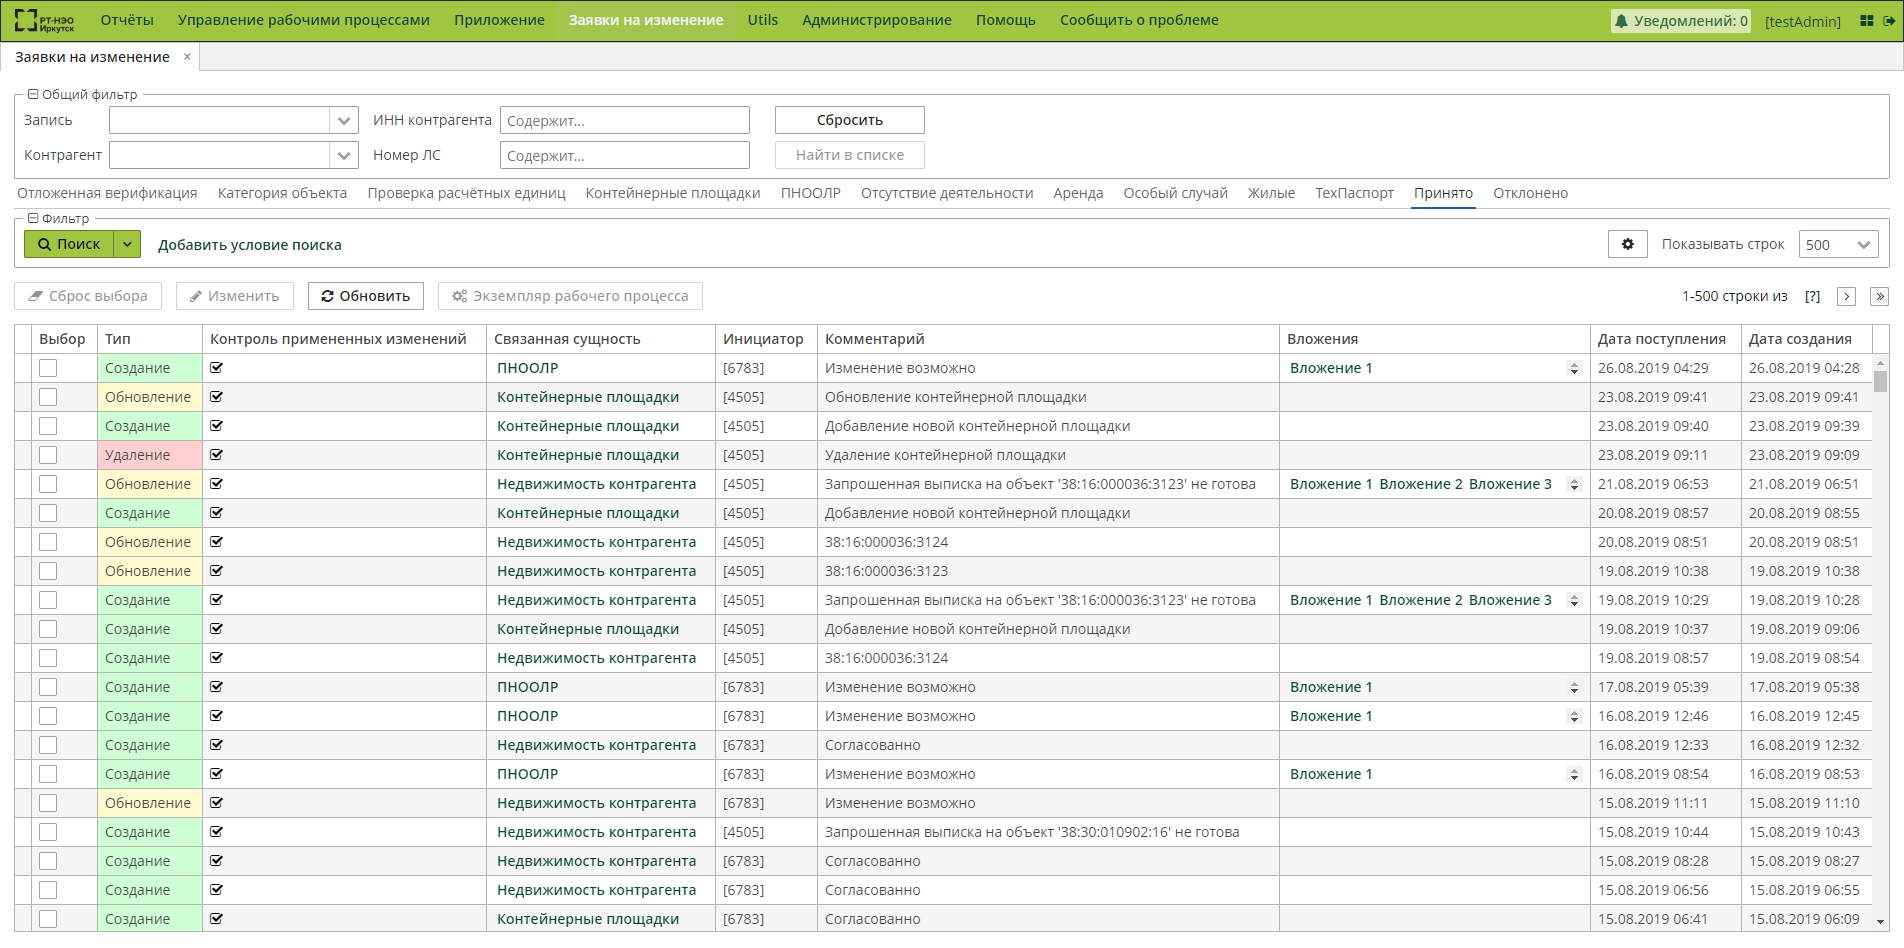 РТ-НЭО Иркутск Отчёты Управление рабочими процессами Приложение Заявки на изменение Utils Администрирование Помощь Сообщить о проблеме Уведомлений: 0 [testAdmin]
Заявки на изменение ×
Общий фильтр
Запись ИНН контрагента Содержит... Сбросить
Контрагент Номер ЛС Содержит... Найти в списке
Отложенная верификация Категория объекта Проверка расчётных единиц Контейнерные площадки ПНООЛР Отсутствие деятельности Аренда Особый случай Жилые ТехПаспорт Принято Отклонено
Фильтр
Поиск Добавить условие поиска Показывать строк 500
Сброс выбора Изменить Обновить Экземпляр рабочего процесса 1-500 строки из [?]
Выбор Тип Контроль примененных изменений Связанная сущность Инициатор Комментарий Вложения Дата поступления Дата создания
Создание ПНООЛР [6783] Изменение возможно Вложение 1 26.08.2019 04:29 26.08.2019 04:28
Обновление Контейнерные площадки [4505] Обновление контейнерной площадки 23.08.2019 09:41 23.08.2019 09:41
Создание Контейнерные площадки [4505] Добавление новой контейнерной площадки 23.08.2019 09:40 23.08.2019 09:39
Удаление Контейнерные площадки [4505] Удаление контейнерной площадки 23.08.2019 09:11 23.08.2019 09:09
Обновление Недвижимость контрагента [4505] Запрошенная выписка на объект '38:16:000036:3123' не готова Вложение 1 Вложение 2 Вложение 3 21.08.2019 06:53 21.08.2019 06:51
Создание Контейнерные площадки [4505] Добавление новой контейнерной площадки 20.08.2019 08:57 20.08.2019 08:55
Обновление Недвижимость контрагента [4505] 38:16:000036:3124 20.08.2019 08:51 20.08.2019 08:51
Обновление Недвижимость контрагента [4505] 38:16:000036:3123 19.08.2019 10:38 19.08.2019 10:38
Создание Недвижимость контрагента [4505] Запрошенная выписка на объект '38:16:000036:3123' не готова Вложение 1 Вложение 2 Вложение 3 19.08.2019 10:29 19.08.2019 10:28
Создание Контейнерные площадки [4505] Добавление новой контейнерной площадки 19.08.2019 10:37 19.08.2019 09:06
Создание Недвижимость контрагента [4505] 38:16:000036:3124 19.08.2019 08:57 19.08.2019 08:54
Создание ПНООЛР [6783] Изменение возможно Вложение 1 17.08.2019 05:39 17.08.2019 05:38
Создание ПНООЛР [6783] Изменение возможно Вложение 1 16.08.2019 12:46 16.08.2019 12:45
Создание Недвижимость контрагента [6783] Согласованно 16.08.2019 12:33 16.08.2019 12:32
Создание ПНООЛР [6783] Изменение возможно Вложение 1 16.08.2019 08:54 16.08.2019 08:53
Обновление Недвижимость контрагента [6783] Изменение возможно 15.08.2019 11:11 15.08.2019 11:10
Создание Недвижимость контрагента [4505] Запрошенная выписка на объект '38:30:010902:16' не готова 15.08.2019 10:44 15.08.2019 10:43
Создание Недвижимость контрагента [6783] Согласованно 15.08.2019 08:28 15.08.2019 08:27
Создание Недвижимость контрагента [6783] Согласованно 15.08.2019 06:56 15.08.2019 06:55
Создание Контейнерные площадки [6783] Согласованно 15.08.2019 06:41 15.08.2019 06:09